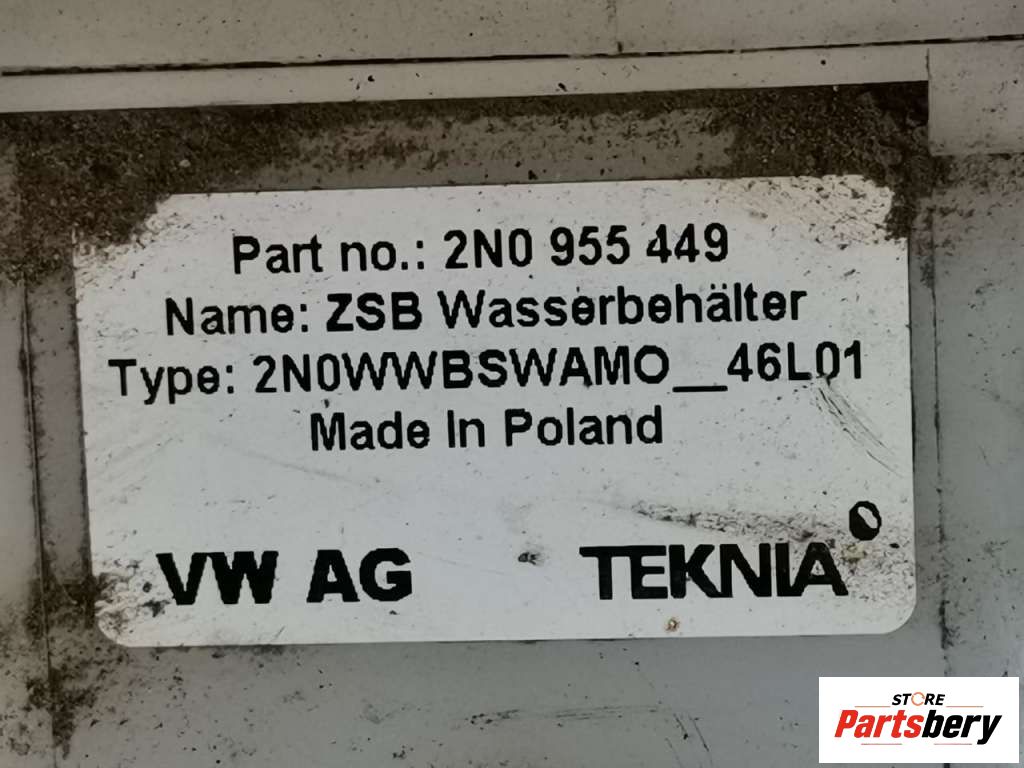 Part no.: 2N0 955 449
Name: ZSB Wasserbehälter
Type: 2N0WWBSWAMO__46L01
Made In Poland
VW AG TEKNIA
STORE
Partsbery